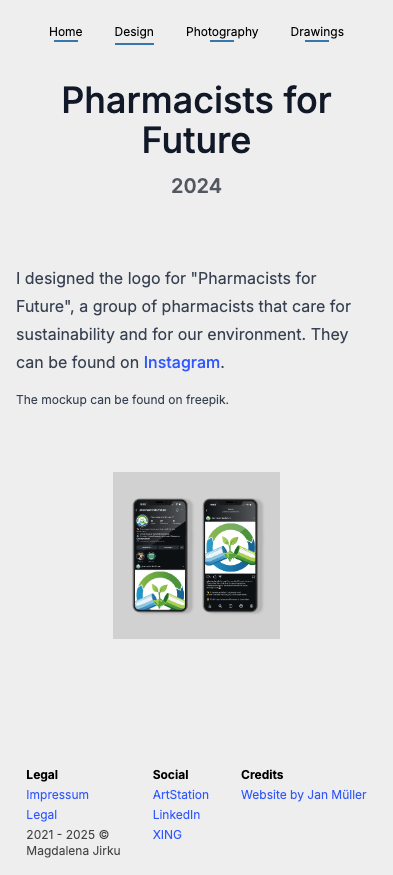 Home Design Photography Drawings
Pharmacists for
Future
2024
I designed the logo for "Pharmacists for
Future", a group of pharmacists that care for
sustainability and for our environment. They
can be found on Instagram.
The mockup can be found on freepik.
Legal Social Credits
Impressum ArtStation Website by Jan Müller
Legal LinkedIn
2021 - 2025 © XING
Magdalena Jirku